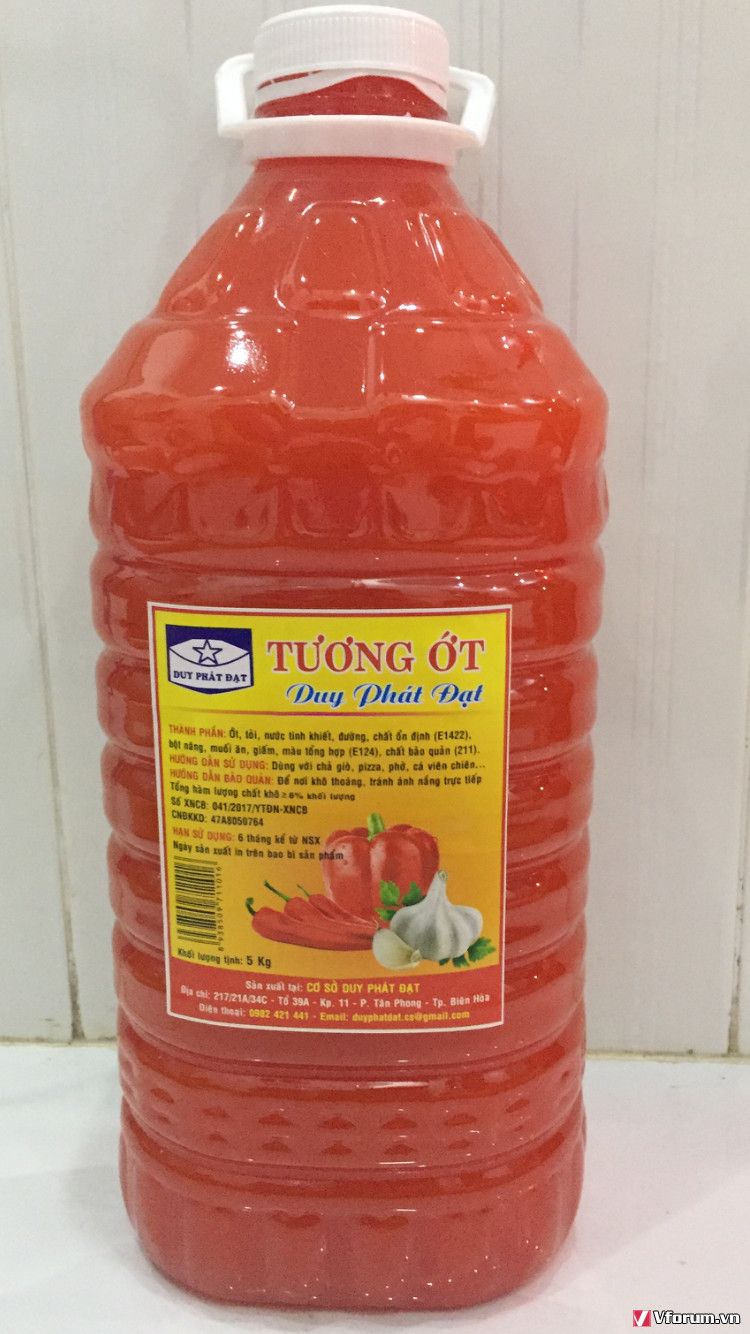 DUY PHÁT ĐẠT
TƯƠNG ỚT
Duy Phát Đạt
THÀNH PHẦN: Ớt, tỏi, nước tinh khiết, đường, chất ổn định (E1422),
bột năng, muối ăn, giấm, màu tổng hợp (E124), chất bảo quản (211).
HƯỚNG DẪN SỬ DỤNG: Dùng với chả giò, pizza, phở, cá viên chiên...
HƯỚNG DẪN BẢO QUẢN: Để nơi khô thoáng, tránh ánh nắng trực tiếp
Tổng hàm lượng chất khô ≥ 8% khối lượng
Số XNCB: 041/2017/YTĐN-XNCB
CNĐKKD: 47A8050764
HẠN SỬ DỤNG: 6 tháng kể từ NSX
Ngày sản xuất in trên bao bì sản phẩm
8938509711016
Khối lượng tịnh: 5 Kg
Sản xuất tại: CƠ SỞ DUY PHÁT ĐẠT
Địa chỉ: 217/21A/34C - Tổ 39A - Kp. 11 - P. Tân Phong - Tp. Biên Hòa
Điện thoại: 0982 421 441 - Email: duyphatdat.cs@gmail.com
Vforum.vn